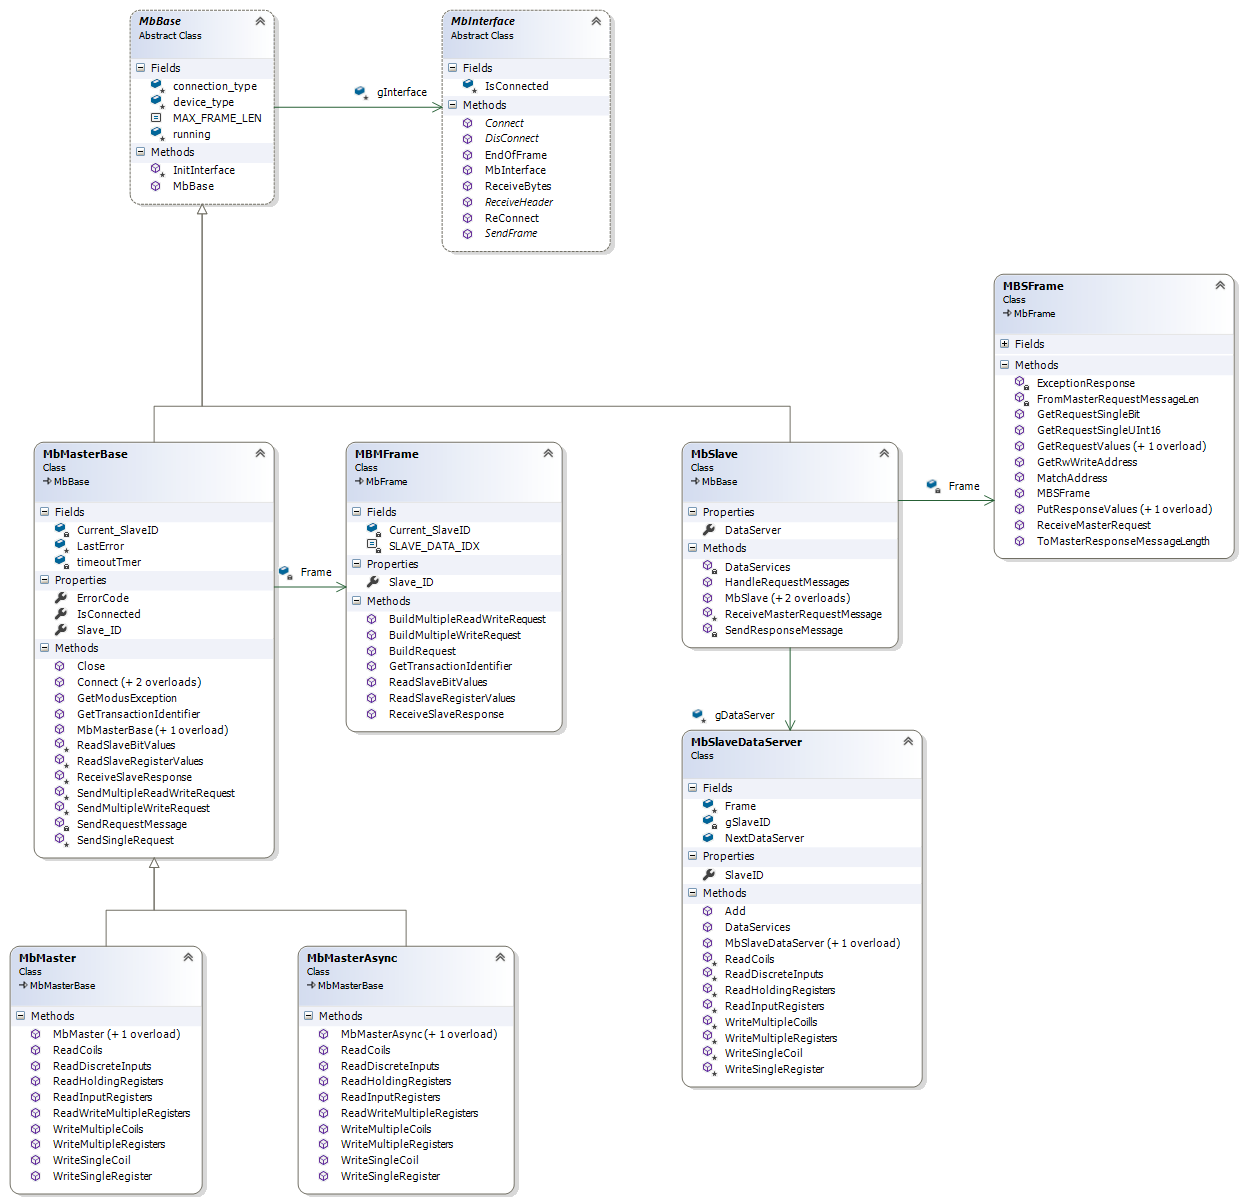 MbBase
Abstract Class
Fields
connection_type
device_type
MAX_FRAME_LEN
running
Methods
InitInterface
MbBase
gInterface
MbInterface
Abstract Class
Fields
IsConnected
Methods
Connect
DisConnect
EndOfFrame
MbInterface
ReceiveBytes
ReceiveHeader
ReConnect
SendFrame
MBSFrame
Class
MbFrame
Fields
Methods
ExceptionResponse
FromMasterRequestMessageLen
GetRequestSingleBit
GetRequestSingleUInt16
GetRequestValues (+ 1 overload)
GetRwWriteAddress
MatchAddress
MBSFrame
PutResponseValues (+ 1 overload)
ReceiveMasterRequest
ToMasterResponseMessageLength
MbMasterBase
Class
MbBase
Fields
Current_SlaveID
LastError
timeoutTmer
Properties
ErrorCode
IsConnected
Slave_ID
Methods
Close
Connect (+ 2 overloads)
GetModusException
GetTransactionIdentifier
MbMasterBase (+ 1 overload)
ReadSlaveBitValues
ReadSlaveRegisterValues
ReceiveSlaveResponse
SendMultipleReadWriteRequest
SendMultipleWriteRequest
SendRequestMessage
SendSingleRequest
Frame
MBMFrame
Class
MbFrame
Fields
Current_SlaveID
SLAVE_DATA_IDX
Properties
Slave_ID
Methods
BuildMultipleReadWriteRequest
BuildMultipleWriteRequest
BuildRequest
GetTransactionIdentifier
ReadSlaveBitValues
ReadSlaveRegisterValues
ReceiveSlaveResponse
MbSlave
Class
MbBase
Properties
DataServer
Methods
DataServices
HandleRequestMessages
MbSlave (+ 2 overloads)
ReceiveMasterRequestMessage
SendResponseMessage
Frame
gDataServer
MbSlaveDataServer
Class
Fields
Frame
gSlaveID
NextDataServer
Properties
SlaveID
Methods
Add
DataServices
MbSlaveDataServer (+ 1 overload)
ReadCoils
ReadDiscreteInputs
ReadHoldingRegisters
ReadInputRegisters
WriteMultipleCoills
WriteMultipleRegisters
WriteSingleCoil
WriteSingleRegister
MbMaster
Class
MbMasterBase
Methods
MbMaster (+ 1 overload)
ReadCoils
ReadDiscreteInputs
ReadHoldingRegisters
ReadInputRegisters
ReadWriteMultipleRegisters
WriteMultipleCoils
WriteMultipleRegisters
WriteSingleCoil
WriteSingleRegister
MbMasterAsync
Class
MbMasterBase
Methods
MbMasterAsync (+ 1 overload)
ReadCoils
ReadDiscreteInputs
ReadHoldingRegisters
ReadInputRegisters
ReadWriteMultipleRegisters
WriteMultipleCoils
WriteMultipleRegisters
WriteSingleCoil
WriteSingleRegister